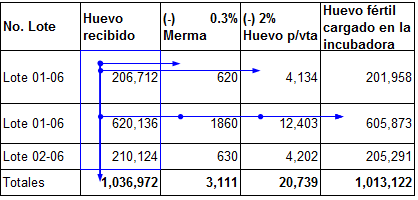 No. Lote Huevo recibido (-) 0.3% Merma (-) 2% Huevo p/vta Huevo fértil cargado en la incubadora
Lote 01-06 206,712 620 4,134 201,958
Lote 01-06 620,136 1860 12,403 605,873
Lote 02-06 210,124 630 4,202 205,291
Totales 1,036,972 3,111 20,739 1,013,122